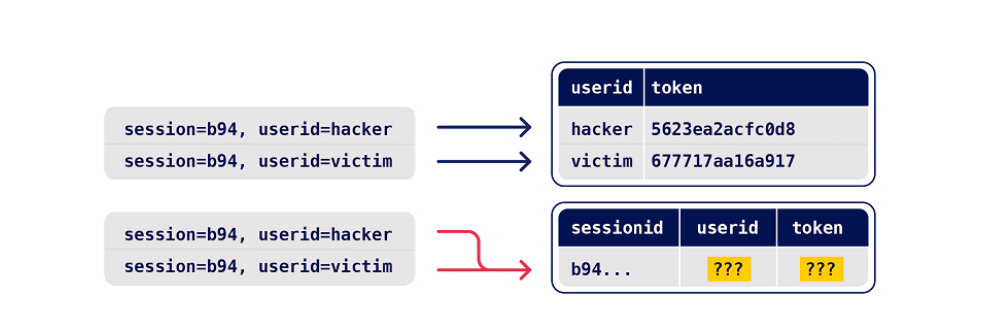 userid token
session=b94, userid=hacker
hacker 5623ea2acfc0d8
session=b94, userid=victim
victim 677717aa16a917
sessionid userid token
session=b94, userid=hacker
session=b94, userid=victim
b94... ??? ???